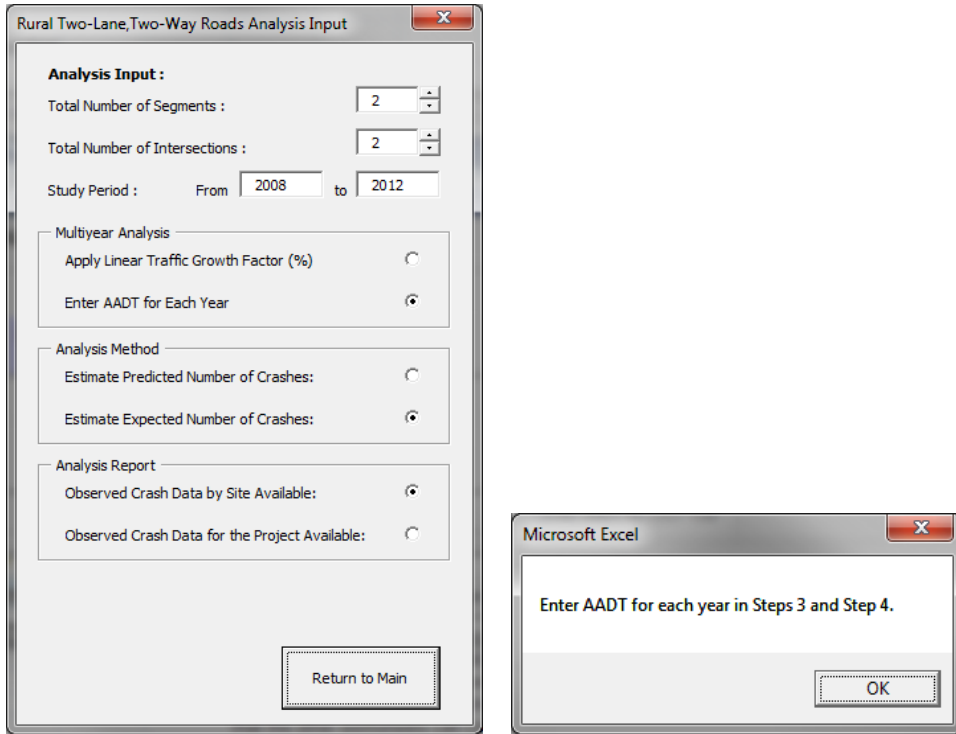 Rural Two-Lane,Two-Way Roads Analysis Input
Analysis Input :
Total Number of Segments : 2
Total Number of Intersections : 2
Study Period : From 2008 to 2012
Multiyear Analysis
Apply Linear Traffic Growth Factor (%)
Enter AADT for Each Year
Analysis Method
Estimate Predicted Number of Crashes:
Estimate Expected Number of Crashes:
Analysis Report
Observed Crash Data by Site Available:
Observed Crash Data for the Project Available:
Return to Main
Microsoft Excel
Enter AADT for each year in Steps 3 and Step 4.
OK